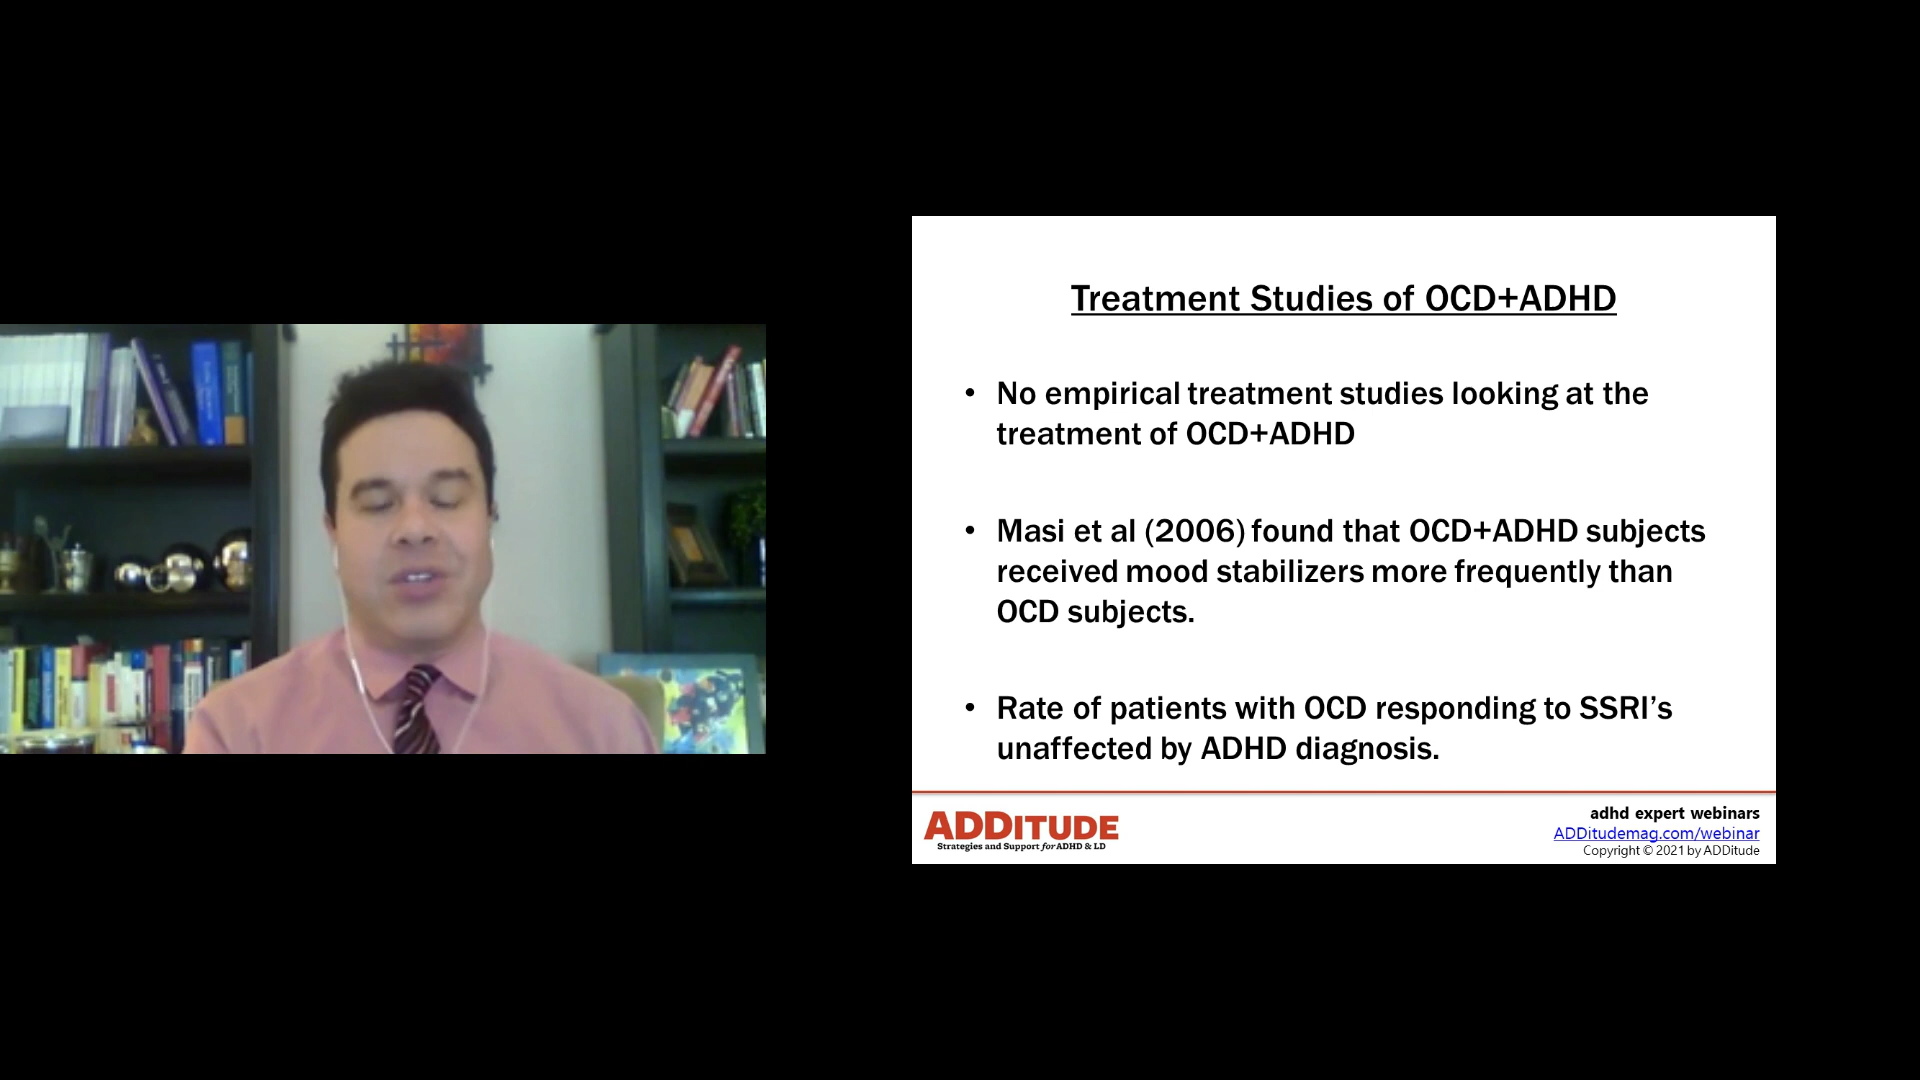 Treatment Studies of OCD+ADHD
• No empirical treatment studies looking at the
treatment of OCD+ADHD
• Masi et al (2006) found that OCD+ADHD subjects
received mood stabilizers more frequently than
OCD subjects.
• Rate of patients with OCD responding to SSRI’s
unaffected by ADHD diagnosis.
ADDITUDE
Strategies and Support for ADHD & LD
adhd expert webinars
ADDitudemag.com/webinar
Copyright © 2021 by ADDitude